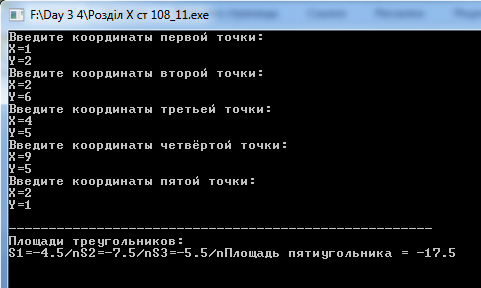 F:\Day 3 4\Розділ X ст 108_11.exe
Введите координаты первой точки:
X=1
Y=2
Введите координаты второй точки:
X=2
Y=6
Введите координаты третьей точки:
X=4
Y=5
Введите координаты четвёртой точки:
X=9
Y=5
Введите координаты пятой точки:
X=2
Y=1
-----------------------------------------------------
Площади треугольников:
S1=-4.5/nS2=-7.5/nS3=-5.5/nПлощадь пятиугольника = -17.5